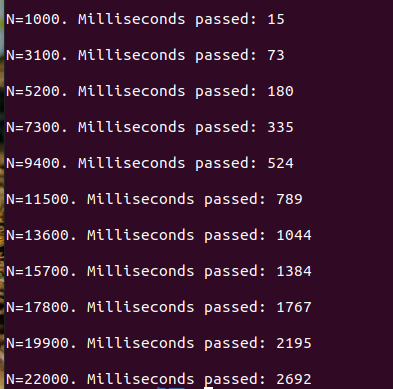 N=1000. Milliseconds passed: 15
N=3100. Milliseconds passed: 73
N=5200. Milliseconds passed: 180
N=7300. Milliseconds passed: 335
N=9400. Milliseconds passed: 524
N=11500. Milliseconds passed: 789
N=13600. Milliseconds passed: 1044
N=15700. Milliseconds passed: 1384
N=17800. Milliseconds passed: 1767
N=19900. Milliseconds passed: 2195
N=22000. Milliseconds passed: 2692